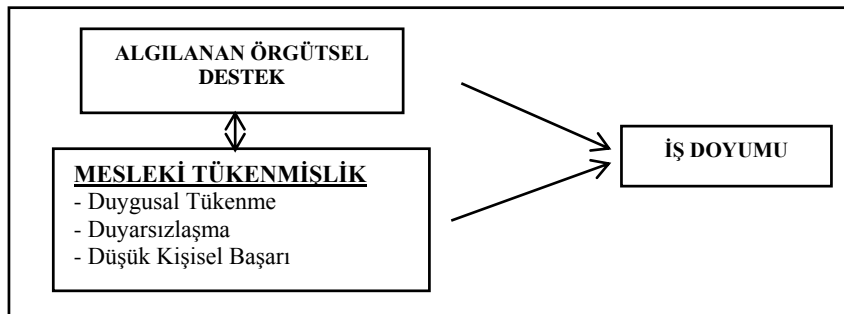 ALGILANAN ÖRGÜTSEL
DESTEK
MESLEKİ TÜKENMİŞLİK
- Duygusal Tükenme
- Duyarsızlaşma
- Düşük Kişisel Başarı
İŞ DOYUMU